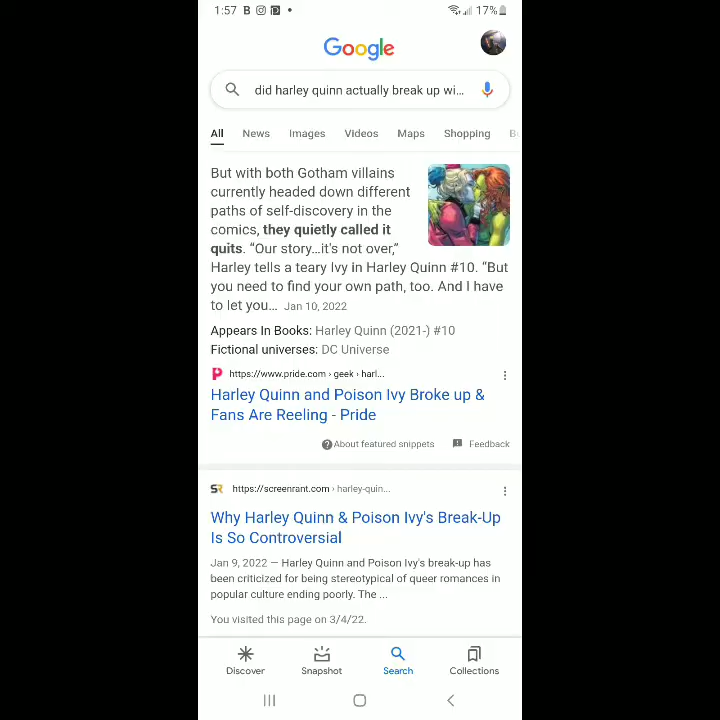 1:57 B 17%
Google
did harley quinn actually break up wi...
All News Images Videos Maps Shopping
But with both Gotham villains
currently headed down different
paths of self-discovery in the
comics, they quietly called it
quits. “Our story...it's not over,”
Harley tells a teary Ivy in Harley Quinn #10. “But
you need to find your own path, too. And I have
to let you... Jan 10, 2022
Appears In Books: Harley Quinn (2021-) #10
Fictional universes: DC Universe
https://www.pride.com › geek › harl...
Harley Quinn and Poison Ivy Broke up &
Fans Are Reeling - Pride
About featured snippets Feedback
SR https://screenrant.com › harley-quin...
Why Harley Quinn & Poison Ivy's Break-Up
Is So Controversial
Jan 9, 2022 — Harley Quinn and Poison Ivy's break-up has
been criticized for being stereotypical of queer romances in
popular culture ending poorly. The ...
You visited this page on 3/4/22.
Discover Snapshot Search Collections